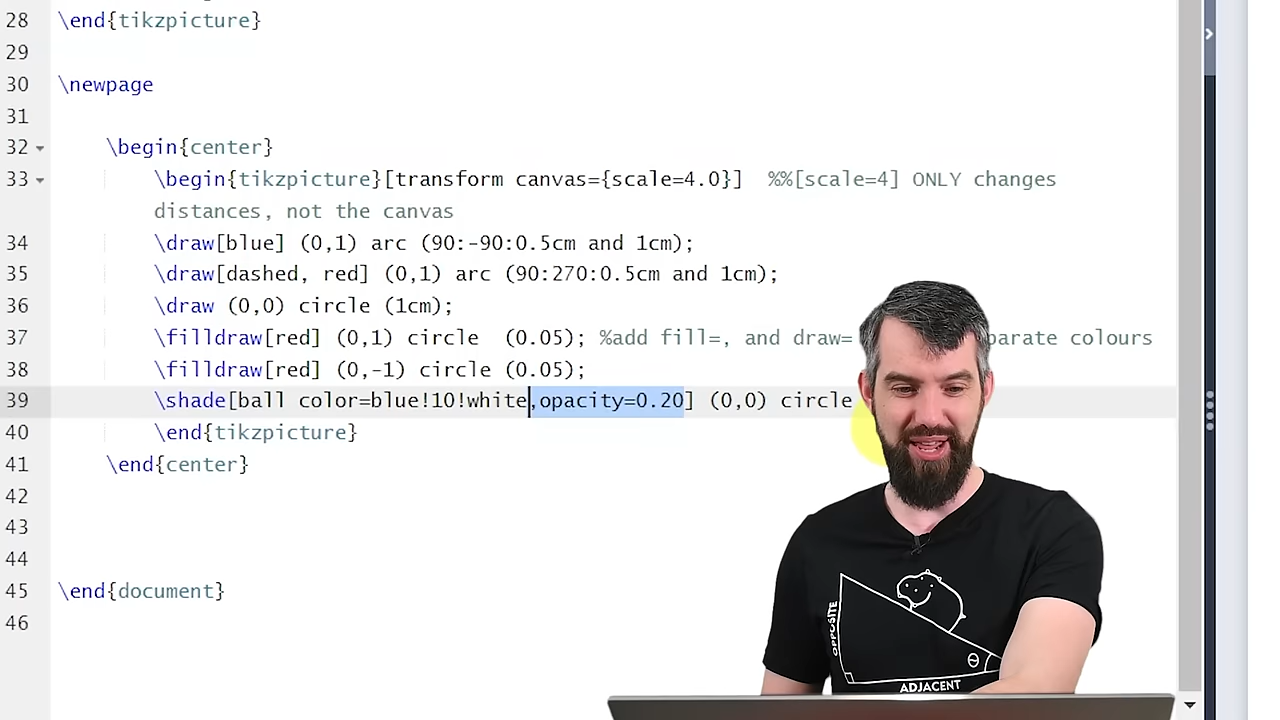 28 \end{tikzpicture}
29
30 \newpage
31
32 \begin{center}
33 \begin{tikzpicture}[transform canvas={scale=4.0}] %%[scale=4] ONLY changes
distances, not the canvas
34 \draw[blue] (0,1) arc (90:-90:0.5cm and 1cm);
35 \draw[dashed, red] (0,1) arc (90:270:0.5cm and 1cm);
36 \draw (0,0) circle (1cm);
37 \filldraw[red] (0,1) circle (0.05); %add fill=, and draw= parate colours
38 \filldraw[red] (0,-1) circle (0.05);
39 \shade[ball color=blue!10!white,opacity=0.20] (0,0) circle
40 \end{tikzpicture}
41 \end{center}
42
43
44
45 \end{document}
46
OPPOSITE
θ
ADJACENT